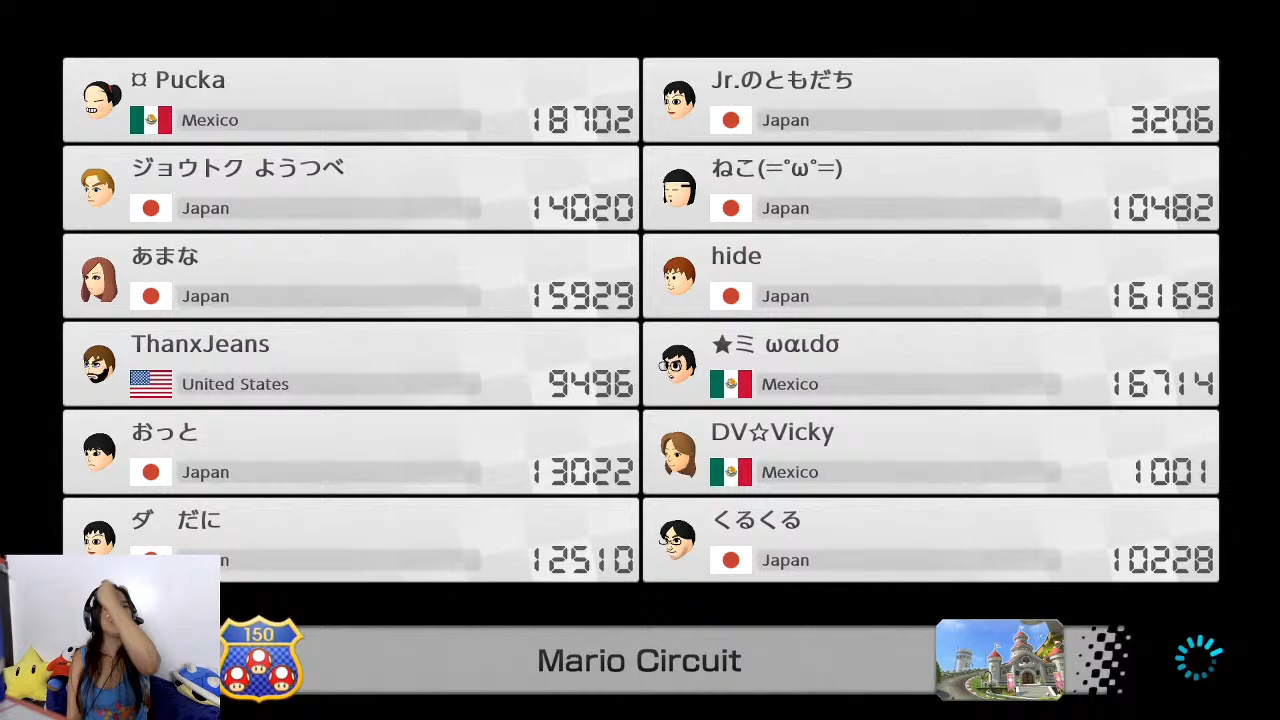 ¤ Pucka
Mexico 18702
ジョウトク ようつべ
Japan 14020
あまな
Japan 15929
ThanxJeans
United States 9496
おっと
Japan 13022
ダ　だに
12510
Jr.のともだち
Japan 3206
ねこ(=°ω°=)
Japan 10482
hide
Japan 16169
★ミ ωαιdσ
Mexico 16714
DV☆Vicky
Mexico 1001
くるくる
Japan 10228
150
Mario Circuit